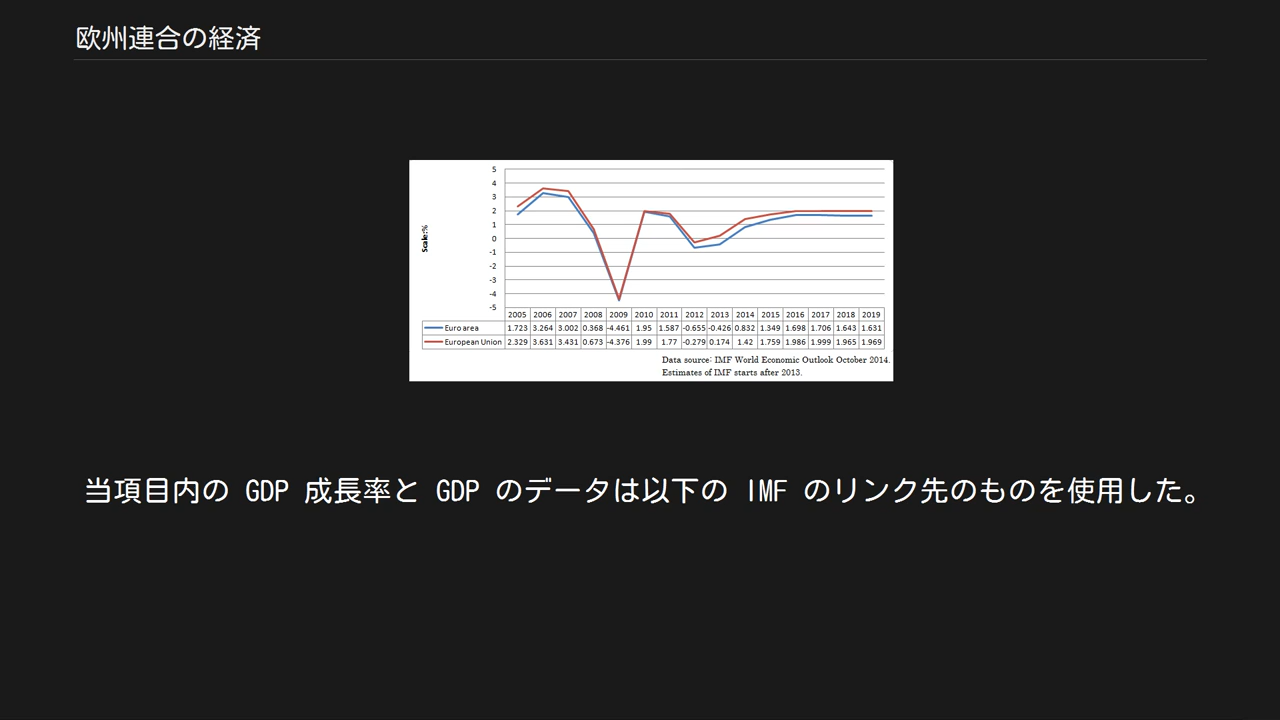 欧州連合の経済
5
4
3
2
1
0
-1
-2
-3
-4
-5
Scale:%
2005 2006 2007 2008 2009 2010 2011 2012 2013 2014 2015 2016 2017 2018 2019
Euro area 1.723 3.264 3.002 0.368 -4.461 1.95 1.587 -0.655 -0.426 0.832 1.349 1.698 1.706 1.643 1.631
European Union 2.329 3.631 3.431 0.673 -4.376 1.99 1.77 -0.279 0.174 1.42 1.759 1.986 1.999 1.965 1.969
Data source: IMF World Economic Outlook October 2014.
Estimates of IMF starts after 2013.
当項目内の GDP 成長率と GDP のデータは以下の IMF のリンク先のものを使用した。